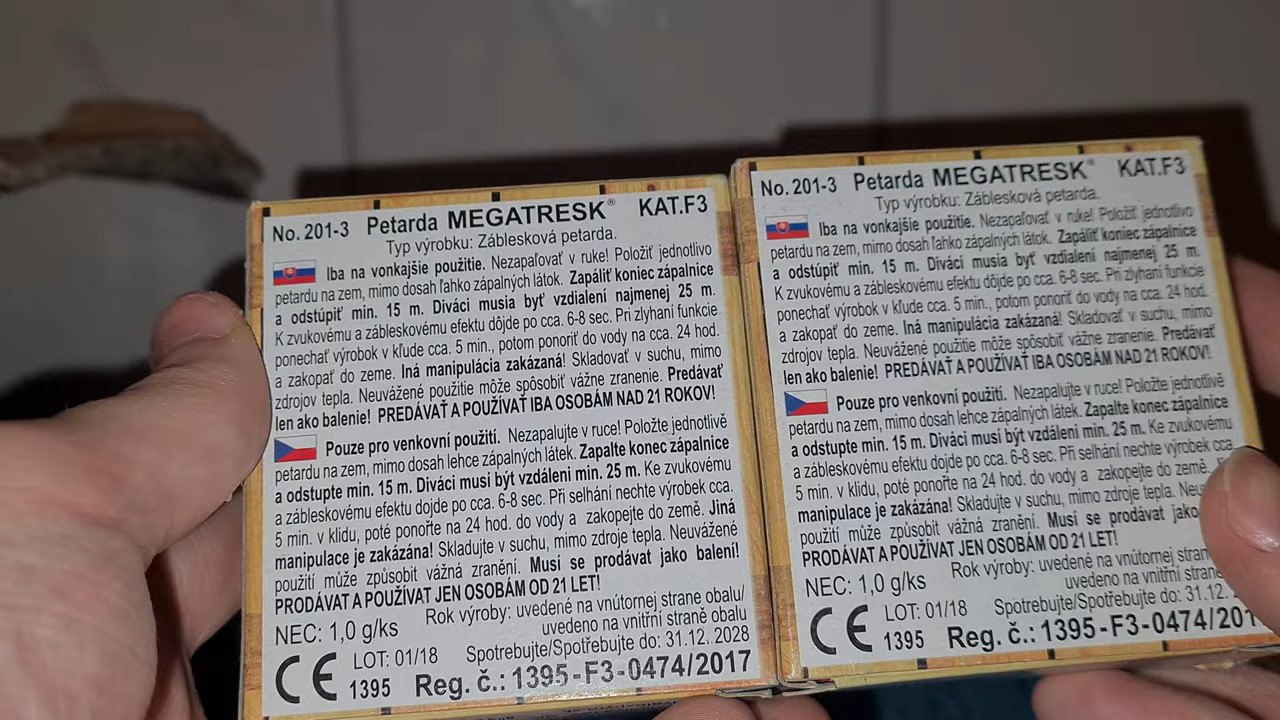 No. 201-3 Petarda MEGATRESK® KAT.F3
Typ výrobku: Záblesková petarda.
Iba na vonkajšie použitie. Nezapaľovať v ruke! Položiť jednotlivo
petardu na zem, mimo dosah ľahko zápalných látok. Zapáliť koniec zápalnice
a odstúpiť min. 15 m. Diváci musia byť vzdialení najmenej 25 m.
K zvukovému a zábleskovému efektu dôjde po cca. 6-8 sec. Pri zlyhaní funkcie
ponechať výrobok v kľude cca. 5 min., potom ponoriť do vody na cca. 24 hod.
a zakopať do zeme. Iná manipulácia zakázaná! Skladovať v suchu, mimo
zdrojov tepla. Neuvážené použitie môže spôsobiť vážne zranenie. Predávať
len ako balenie! PREDÁVAŤ A POUŽÍVAŤ IBA OSOBÁM NAD 21 ROKOV!
Pouze pro venkovní použití. Nezapalujte v ruce! Položte jednotlivě
petardu na zem, mimo dosah lehce zápalných látek. Zapalte konec zápalnice
a odstupte min. 15 m. Diváci musí být vzdáleni min. 25 m. Ke zvukovému
a zábleskovému efektu dojde po cca. 6-8 sec. Při selhání nechte výrobek cca.
5 min. v klidu, poté ponořte na 24 hod. do vody a zakopejte do země. Jiná
manipulace je zakázána! Skladujte v suchu, mimo zdroje tepla. Neuvážené
použití může způsobit vážná zranění. Musí se prodávat jako balení!
PRODÁVAT A POUŽÍVAT JEN OSOBÁM OD 21 LET!
Rok výroby: uvedené na vnútornej strane obalu/
NEC: 1,0 g/ks uvedeno na vnitřní straně obalu
LOT: 01/18 Spotrebujte/Spotřebujte do: 31.12. 2028
CE 1395 Reg. č.: 1395-F3-0474/2017
No. 201-3 Petarda MEGATRESK® KAT.F3
Typ výrobku: Záblesková petarda.
Iba na vonkajšie použitie. Nezapaľovať v ruke! Položiť jednotlivo
petardu na zem, mimo dosah ľahko zápalných látok. Zapáliť koniec zápalnice
a odstúpiť min. 15 m. Diváci musia byť vzdialení najmenej 25 m.
K zvukovému a zábleskovému efektu dôjde po cca. 6-8 sec. Pri zlyhaní funkcie
ponechať výrobok v kľude cca. 5 min., potom ponoriť do vody na cca. 24 hod.
a zakopať do zeme. Iná manipulácia zakázaná! Skladovať v suchu, mimo
zdrojov tepla. Neuvážené použitie môže spôsobiť vážne zranenie. Predávať
len ako balenie! PREDÁVAŤ A POUŽÍVAŤ IBA OSOBÁM NAD 21 ROKOV!
Pouze pro venkovní použití. Nezapalujte v ruce! Položte jednotlivě
petardu na zem, mimo dosah lehce zápalných látek. Zapalte konec zápalnice
a odstupte min. 15 m. Diváci musí být vzdáleni min. 25 m. Ke zvukovému
a zábleskovému efektu dojde po cca. 6-8 sec. Při selhání nechte výrobek cca.
5 min. v klidu, poté ponořte na 24 hod. do vody a zakopejte do země.
manipulace je zakázána! Skladujte v suchu, mimo zdroje tepla.
použití může způsobit vážná zranění. Musí se prodávat jako
PRODÁVAT A POUŽÍVAT JEN OSOBÁM OD 21 LET!
Rok výroby: uvedené na vnútornej
NEC: 1,0 g/ks uvedeno na vnitřní
LOT: 01/18 Spotrebujte/Spotřebujte do: 31.12.
CE 1395 Reg. č.: 1395-F3-0474/201